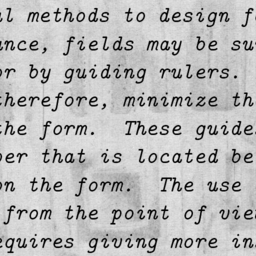 al methods to design f
ance, fields may be su
or by guiding rulers.
therefore, minimize th
the form. These guide
per that is located be
on the form. The use
from the point of vie
equires giving more in